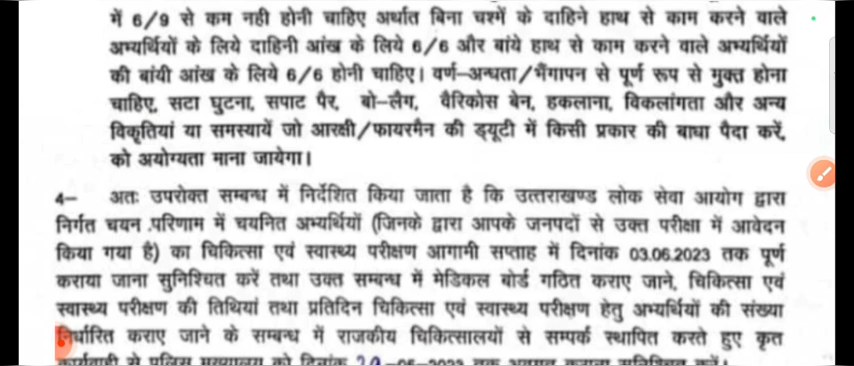 में 6/9 से कम नही होनी चाहिए अर्थात बिना चश्में के दाहिने हाथ से काम करने वाले
अभ्यर्थियों के लिये दाहिनी आंख के लिये 6/6 और बांये हाथ से काम करने वाले अभ्यर्थियों
की बांयी आंख के लिये 6/6 होनी चाहिए। वर्ण–अन्धता/भैंगापन से पूर्ण रूप से मुक्त होना
चाहिए, सटा घुटना, सपाट पैर, बो–लैग, वैरिकोस बेन, हकलाना, विकलांगता और अन्य
विकृतियां या समस्यायें जो आरक्षी/फायरमैन की ड्यूटी में किसी प्रकार की बाधा पैदा करें,
को अयोग्यता माना जायेगा।
4– अतः उपरोक्त सम्बन्ध में निर्देशित किया जाता है कि उत्तराखण्ड लोक सेवा आयोग द्वारा
निर्गत चयन परिणाम में चयनित अभ्यर्थियों (जिनके द्वारा आपके जनपदों से उक्त परीक्षा में आवेदन
किया गया है) का चिकित्सा एवं स्वास्थ्य परीक्षण आगामी सप्ताह में दिनांक 03.06.2023 तक पूर्ण
कराया जाना सुनिश्चित करें तथा उक्त सम्बन्ध में मेडिकल बोर्ड गठित कराए जाने, चिकित्सा एवं
स्वास्थ्य परीक्षण की तिथियां तथा प्रतिदिन चिकित्सा एवं स्वास्थ्य परीक्षण हेतु अभ्यर्थियों की संख्या
निर्धारित कराए जाने के सम्बन्ध में राजकीय चिकित्सालयों से सम्पर्क स्थापित करते हुए कृत
कार्यवाही से पुलिस मुख्यालय को दिनांक